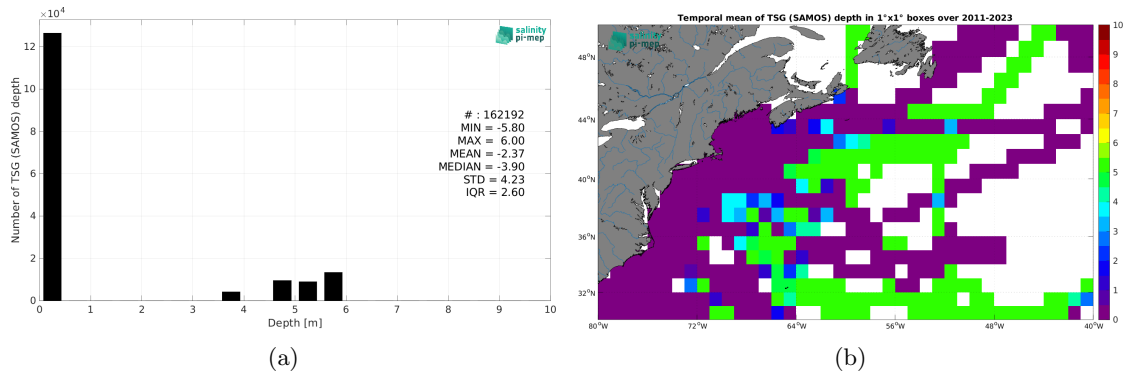 ×10⁴
12
10
8
6
4
2
0
0 1 2 3 4 5 6 7 8 9 10
Number of TSG (SAMOS) depth
Depth [m]
salinity
pi-mep
# : 162192
MIN = -5.80
MAX = 6.00
MEAN = -2.37
MEDIAN = -3.90
STD = 4.23
IQR = 2.60
(a)
Temporal mean of TSG (SAMOS) depth in 1°x1° boxes over 2011-2023
salinity
pi-mep
48°N
44°N
40°N
36°N
32°N
80°W 72°W 64°W 56°W 48°W 40°W
10
9
8
7
6
5
4
3
2
1
0
(b)